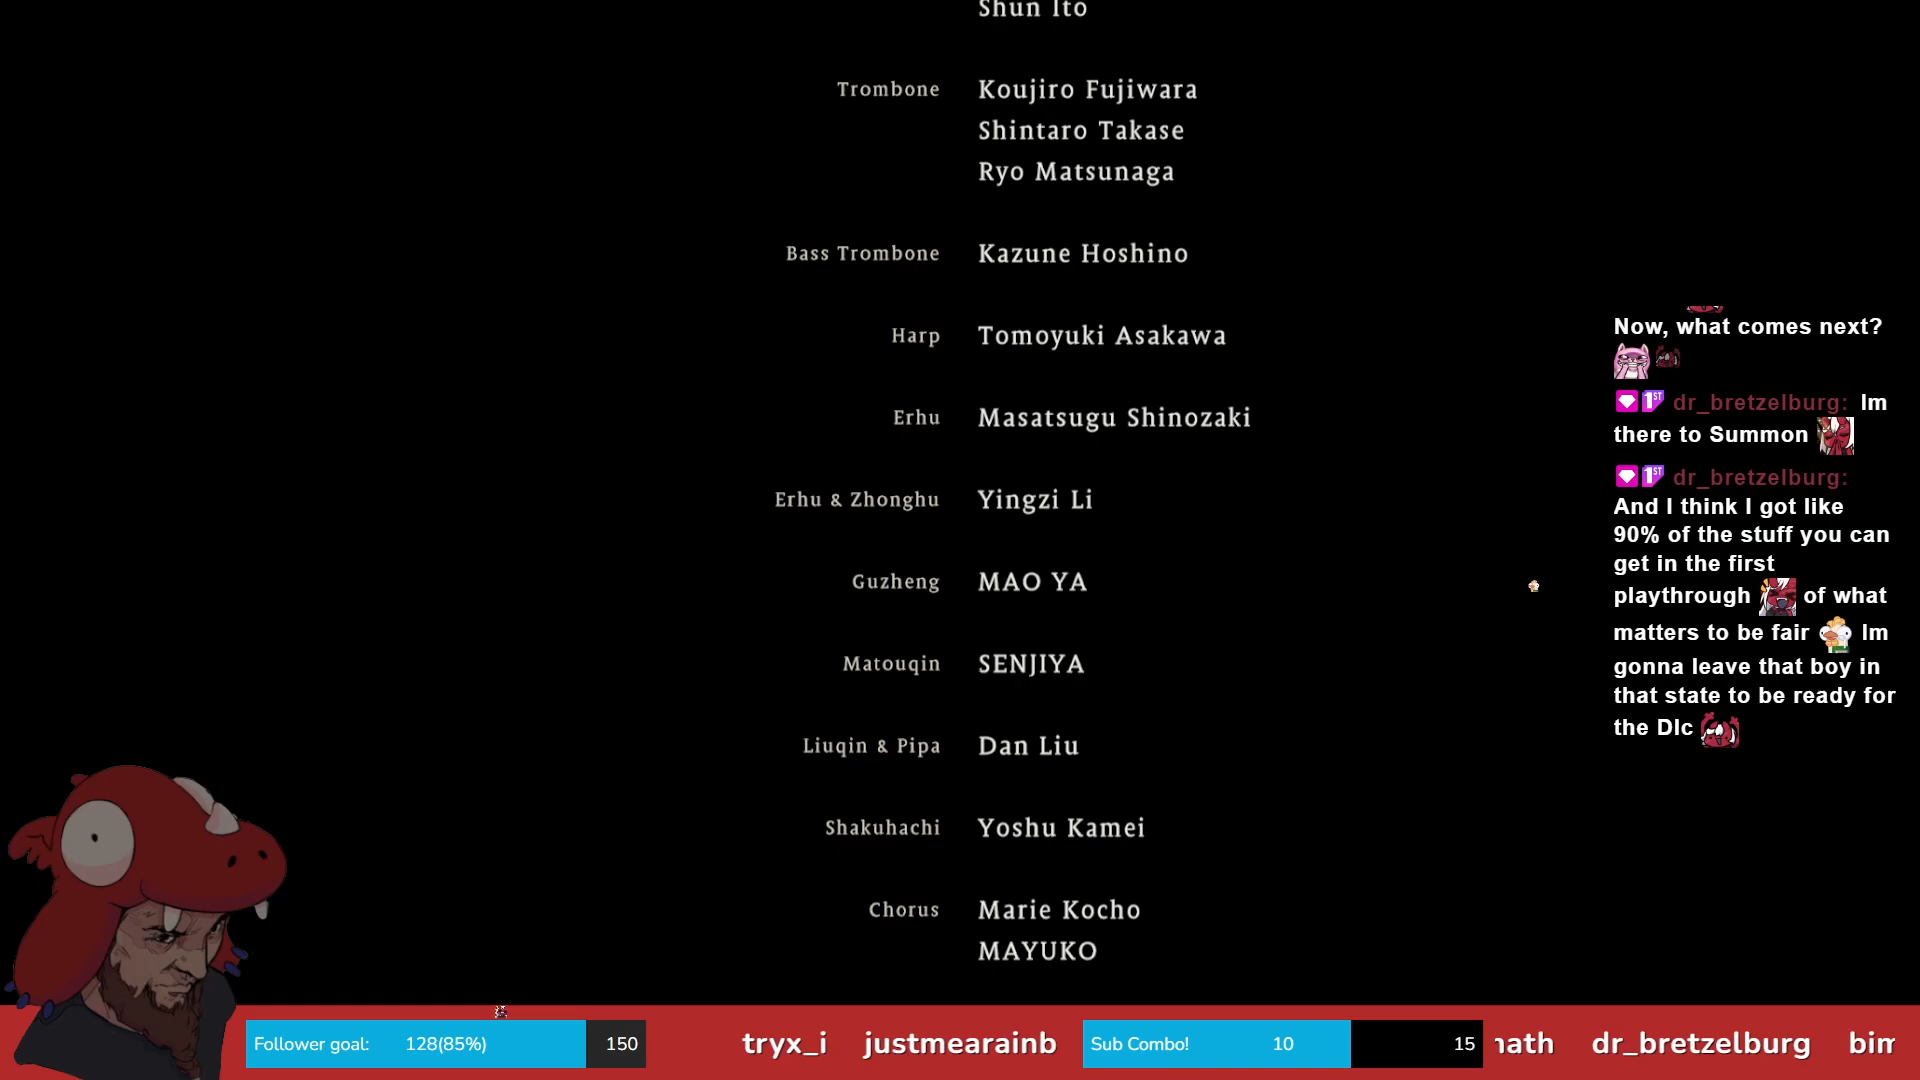 Shun Ito
Trombone Koujiro Fujiwara
Shintaro Takase
Ryo Matsunaga
Bass Trombone Kazune Hoshino
Harp Tomoyuki Asakawa
Erhu Masatsugu Shinozaki
Erhu & Zhonghu Yingzi Li
Guzheng MAO YA
Matouqin SENJIYA
Liuqin & Pipa Dan Liu
Shakuhachi Yoshu Kamei
Chorus Marie Kocho
MAYUKO
Now, what comes next?
1ST dr_bretzelburg: Im
there to Summon
1ST dr_bretzelburg:
And I think I got like
90% of the stuff you can
get in the first
playthrough of what
matters to be fair Im
gonna leave that boy in
that state to be ready for
the Dlc
Follower goal: 128(85%) 150
tryx_i justmearainb
Sub Combo! 10 15
nath dr_bretzelburg bim